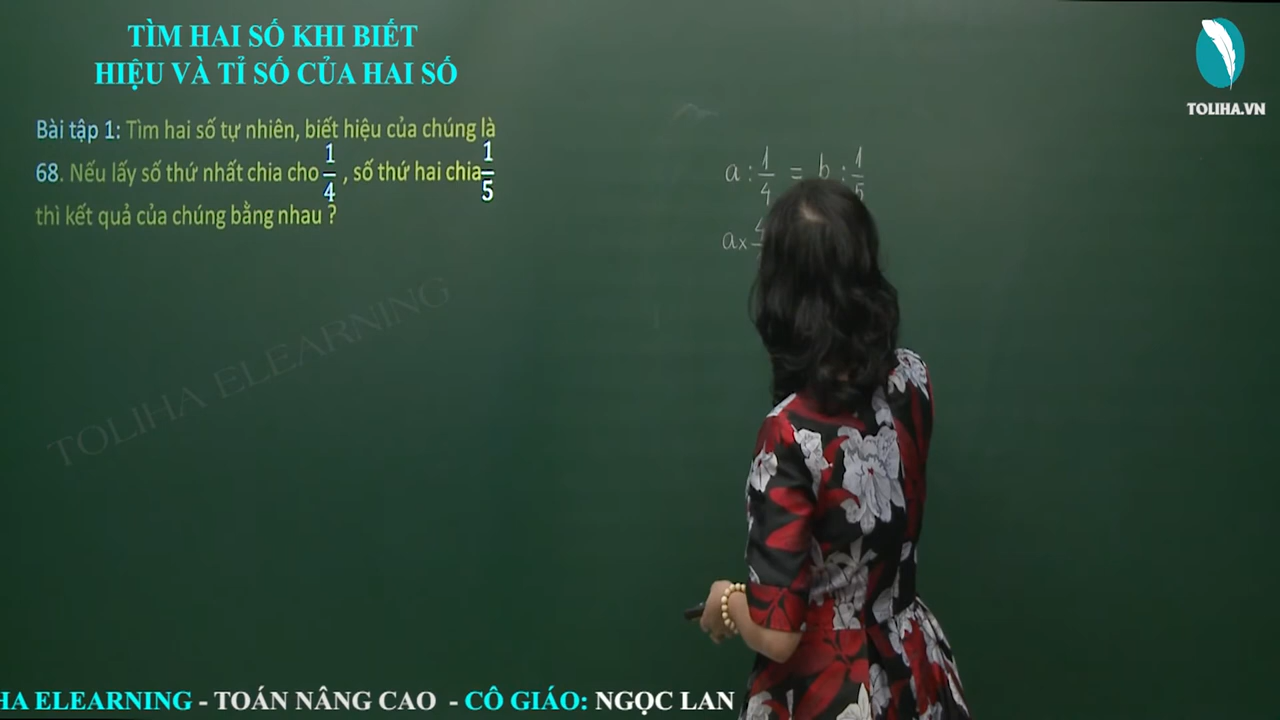 TÌM HAI SỐ KHI BIẾT
HIỆU VÀ TỈ SỐ CỦA HAI SỐ
TOLIHA.VN
Bài tập 1: Tìm hai số tự nhiên, biết hiệu của chúng là
68. Nếu lấy số thứ nhất chia cho 1/4 , số thứ hai chia 1/5
thì kết quả của chúng bằng nhau ?
a : 1/4 = b : 1/5
a x 4
TOLIHA ELEARNING
HA ELEARNING - TOÁN NÂNG CAO - CÔ GIÁO: NGỌC LAN